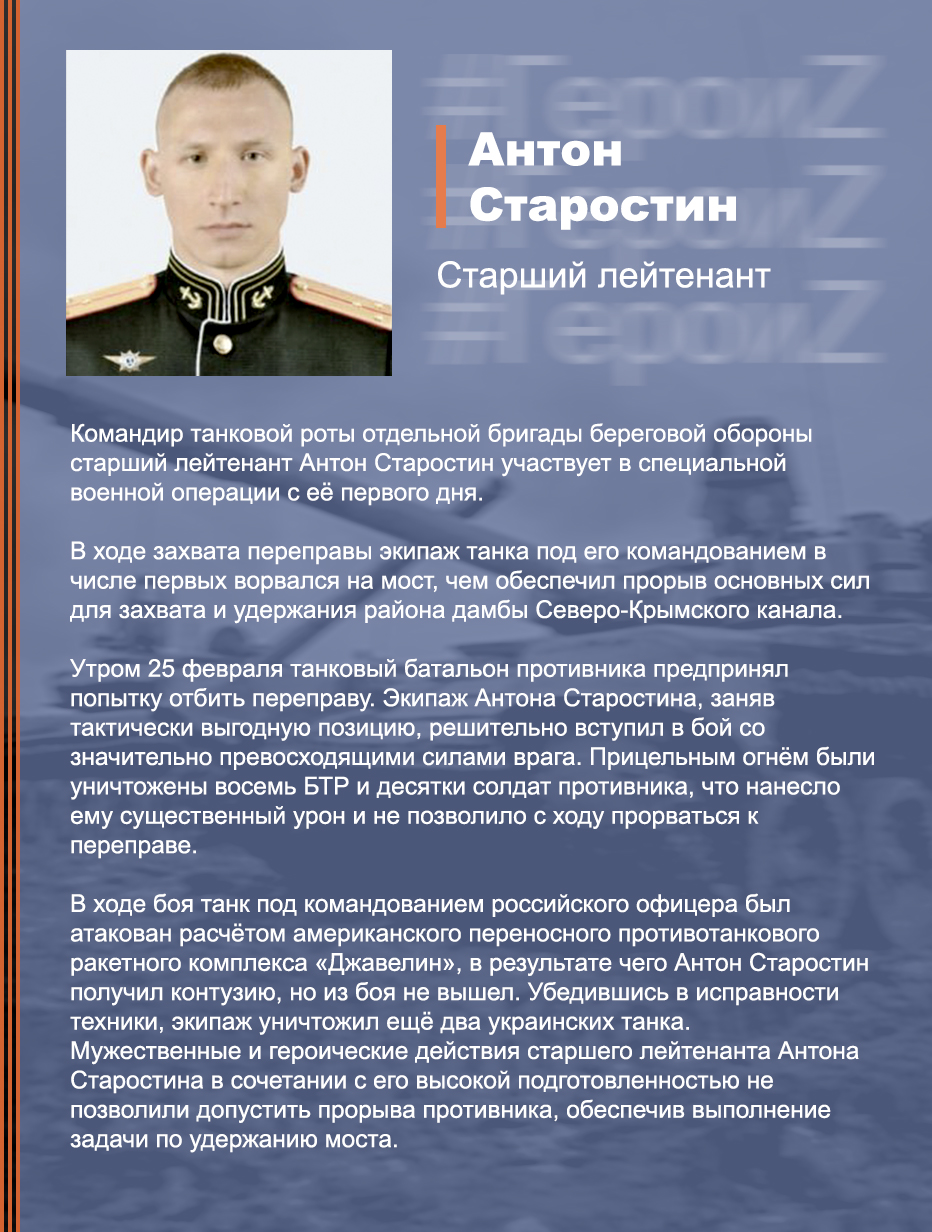 #ГероиZ
Антон
Старостин
#ГероиZ
Старший лейтенант
#ГероиZ
Командир танковой роты отдельной бригады береговой обороны
старший лейтенант Антон Старостин участвует в специальной
военной операции с её первого дня.
В ходе захвата переправы экипаж танка под его командованием в
числе первых ворвался на мост, чем обеспечил прорыв основных сил
для захвата и удержания района дамбы Северо-Крымского канала.
Утром 25 февраля танковый батальон противника предпринял
попытку отбить переправу. Экипаж Антона Старостина, заняв
тактически выгодную позицию, решительно вступил в бой со
значительно превосходящими силами врага. Прицельным огнём были
уничтожены восемь БТР и десятки солдат противника, что нанесло
ему существенный урон и не позволило с ходу прорваться к
переправе.
В ходе боя танк под командованием российского офицера был
атакован расчётом американского переносного противотанкового
ракетного комплекса «Джавелин», в результате чего Антон Старостин
получил контузию, но из боя не вышел. Убедившись в исправности
техники, экипаж уничтожил ещё два украинских танка.
Мужественные и героические действия старшего лейтенанта Антона
Старостина в сочетании с его высокой подготовленностью не
позволили допустить прорыва противника, обеспечив выполнение
задачи по удержанию моста.